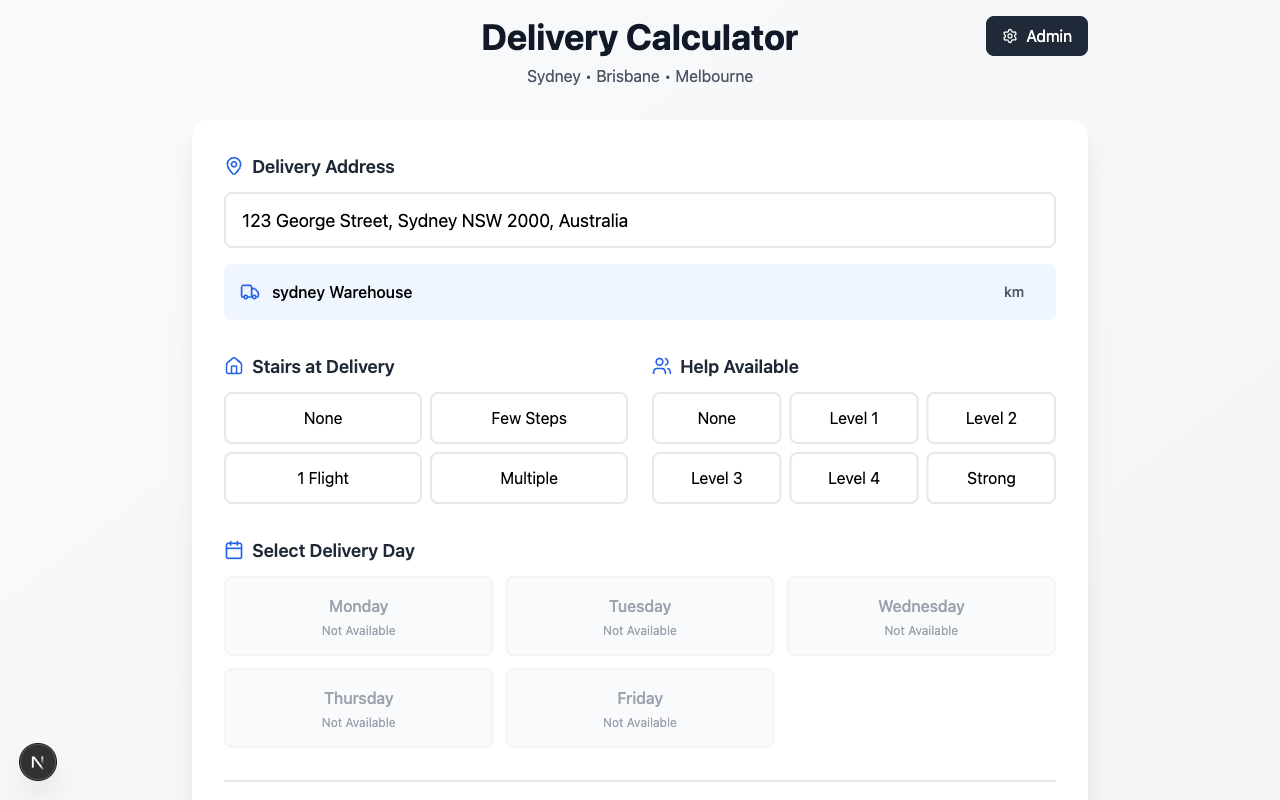 Delivery Calculator
Admin
Sydney • Brisbane • Melbourne
Delivery Address
123 George Street, Sydney NSW 2000, Australia
sydney Warehouse
km
Stairs at Delivery
None
Few Steps
1 Flight
Multiple
Help Available
None
Level 1
Level 2
Level 3
Level 4
Strong
Select Delivery Day
Monday
Not Available
Tuesday
Not Available
Wednesday
Not Available
Thursday
Not Available
Friday
Not Available
N